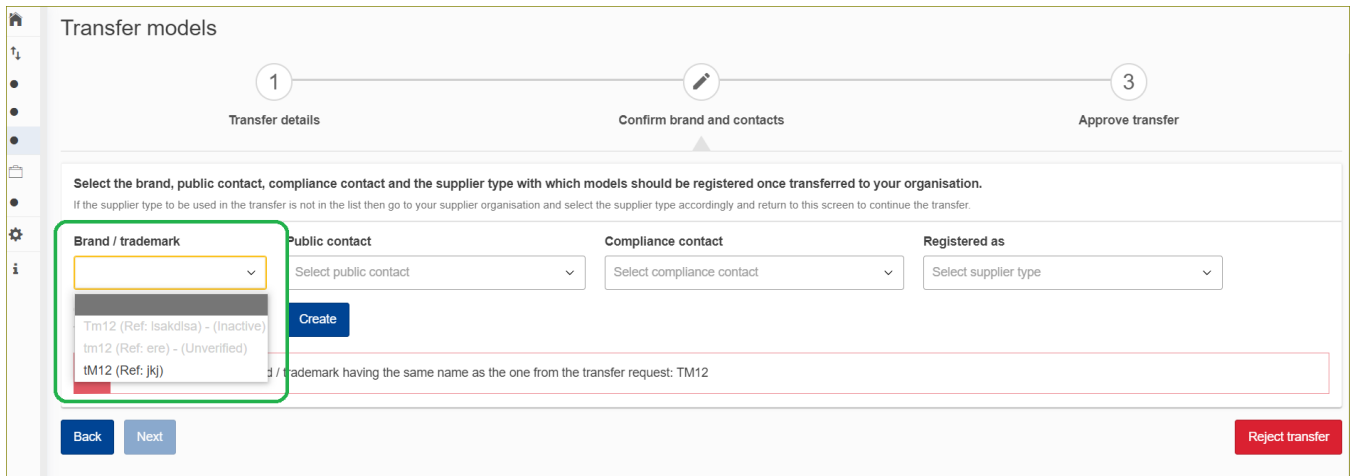 Transfer models
1
3
Transfer details
Confirm brand and contacts
Approve transfer
Select the brand, public contact, compliance contact and the supplier type with which models should be registered once transferred to your organisation.
If the supplier type to be used in the transfer is not in the list then go to your supplier organisation and select the supplier type accordingly and return to this screen to continue the transfer.
Brand / trademark
Public contact
Compliance contact
Registered as
Select public contact
Select compliance contact
Select supplier type
Tm12 (Ref: lsakdlsa) - (Inactive)
tm12 (Ref: ere) - (Unverified)
tM12 (Ref: jkj)
Create
/ trademark having the same name as the one from the transfer request: TM12
Back
Next
Reject transfer